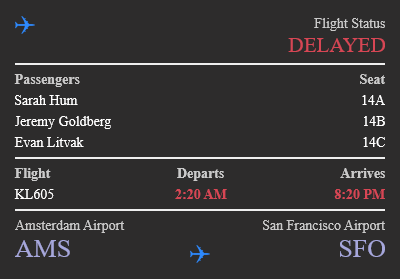 Flight Status
DELAYED
Passengers Seat
Sarah Hum 14A
Jeremy Goldberg 14B
Evan Litvak 14C
Flight Departs Arrives
KL605 2:20 AM 8:20 PM
Amsterdam Airport San Francisco Airport
AMS SFO